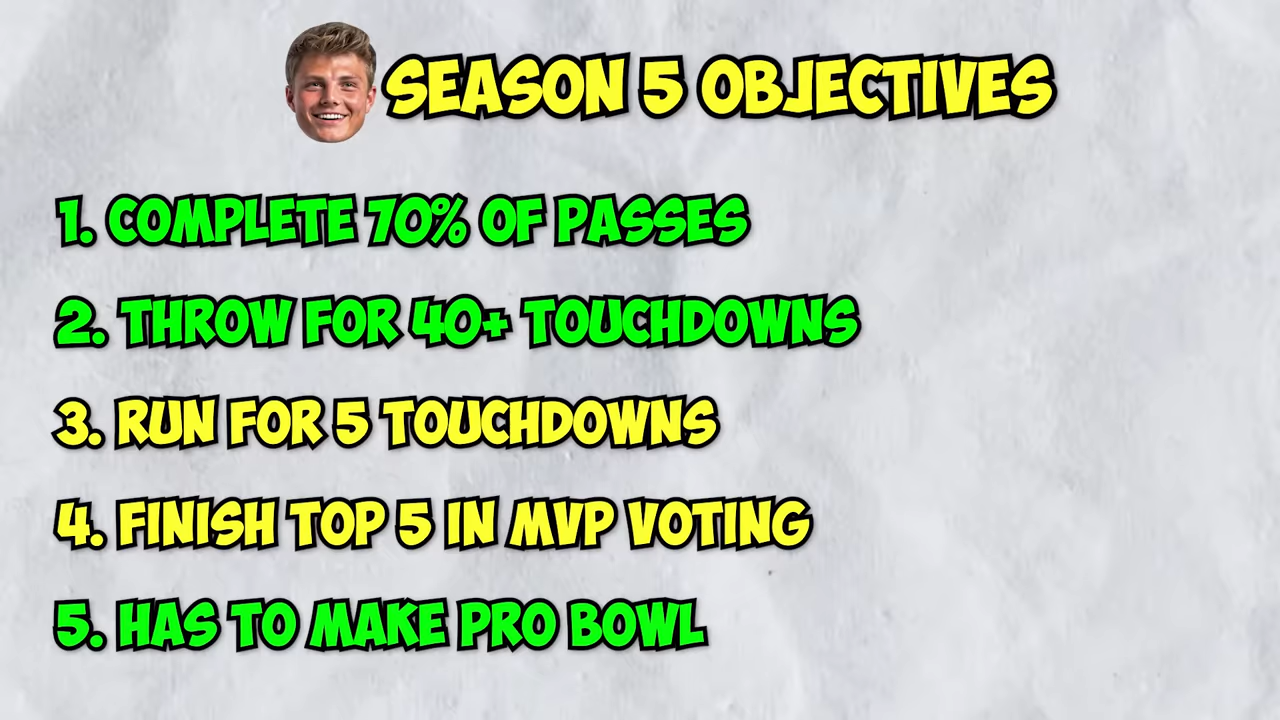 SEASON 5 OBJECTIVES
1. COMPLETE 70% OF PASSES
2. THROW FOR 40+ TOUCHDOWNS
3. RUN FOR 5 TOUCHDOWNS
4. FINISH TOP 5 IN MVP VOTING
5. HAS TO MAKE PRO BOWL